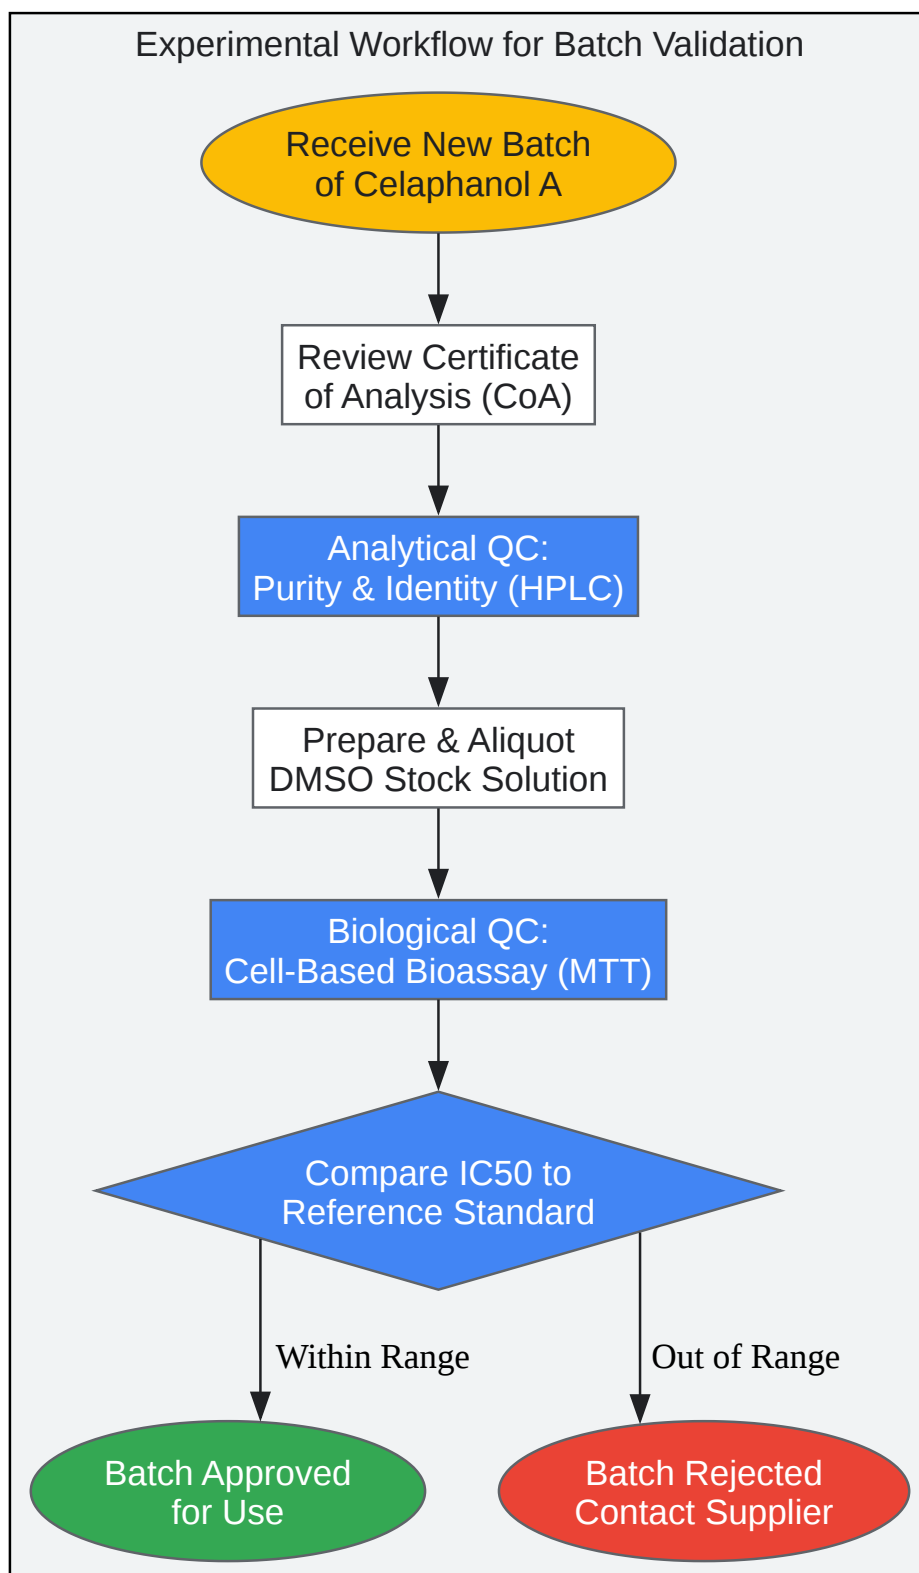 Experimental Workflow for Batch Validation
Receive New Batch
of Celaphanol A
Review Certificate
of Analysis (CoA)
Analytical QC:
Purity & Identity (HPLC)
Prepare & Aliquot
DMSO Stock Solution
Biological QC:
Cell-Based Bioassay (MTT)
Compare IC50 to
Reference Standard
Within Range
Out of Range
Batch Approved
for Use
Batch Rejected
Contact Supplier